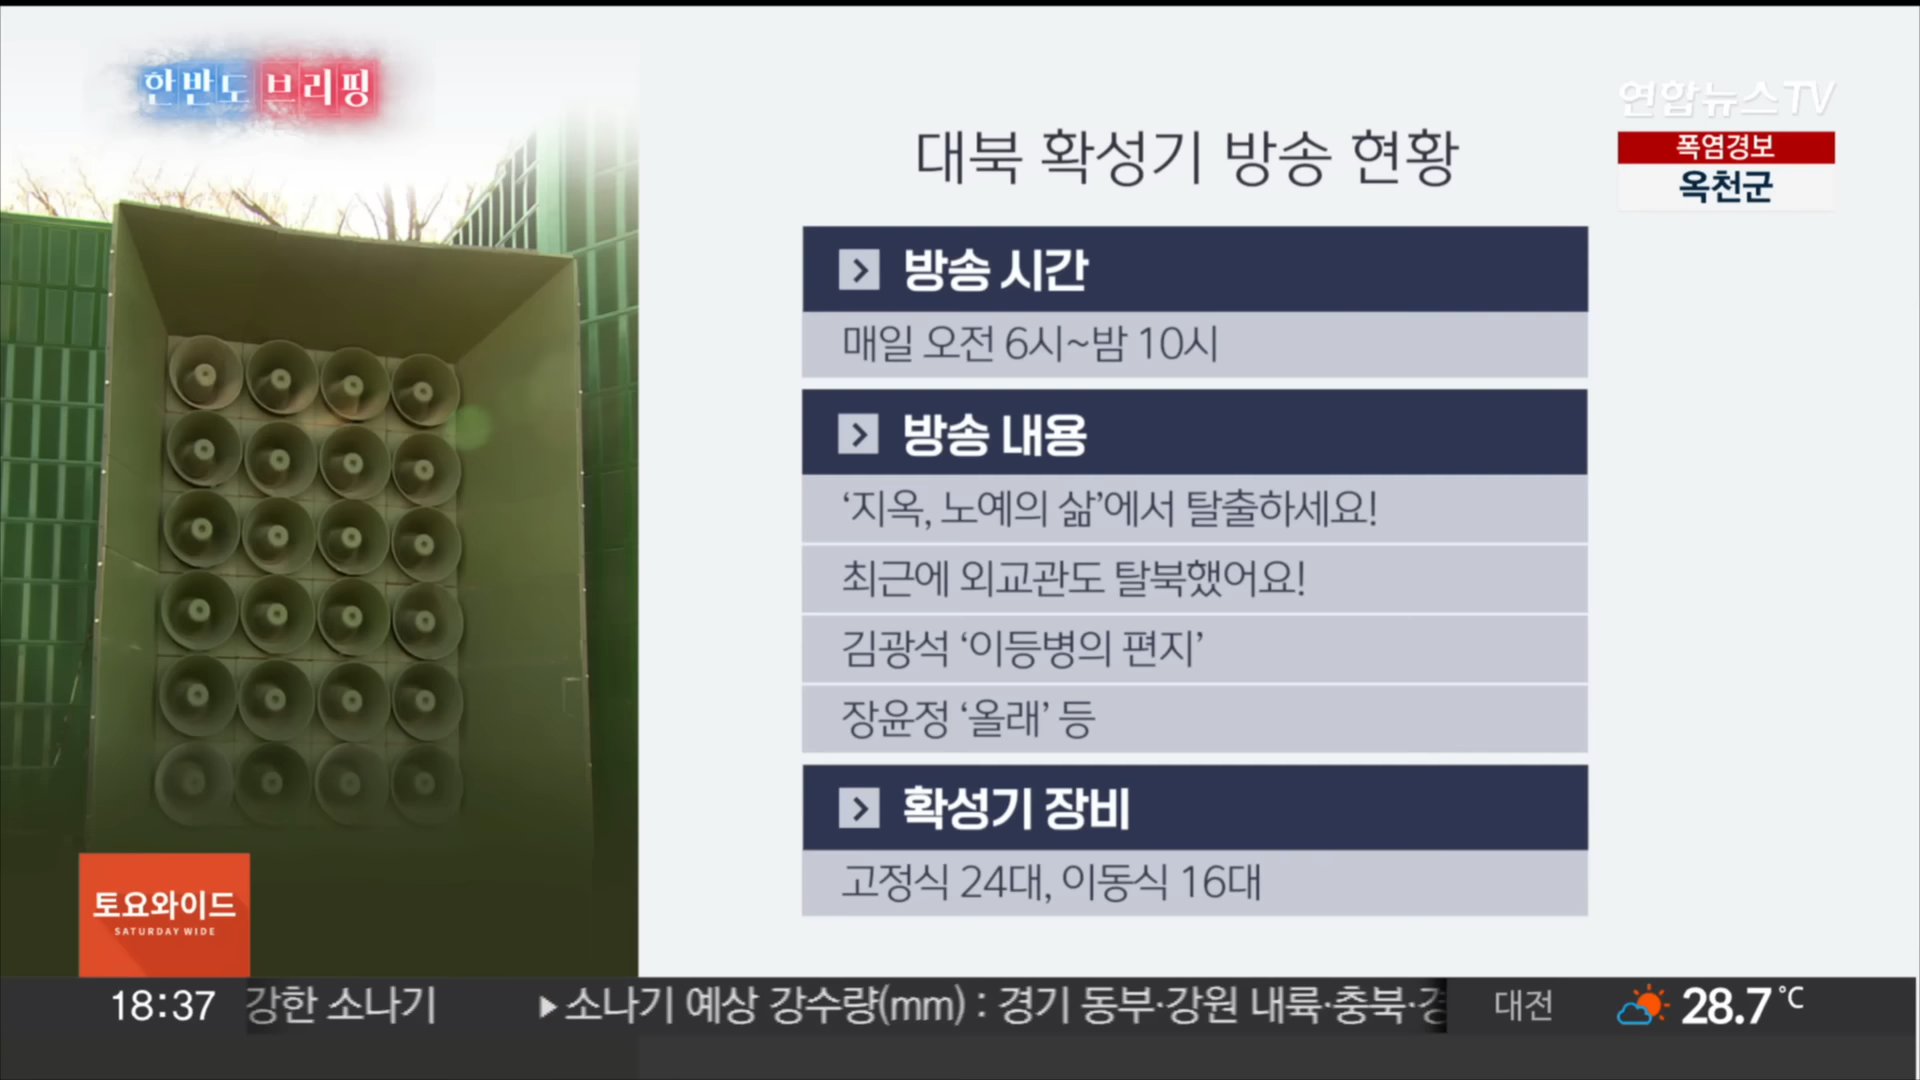 한반도 브리핑
연합뉴스TV
폭염경보
옥천군
대북 확성기 방송 현황
방송 시간
매일 오전 6시~밤 10시
방송 내용
‘지옥, 노예의 삶’에서 탈출하세요!
최근에 외교관도 탈북했어요!
김광석 ‘이등병의 편지’
장윤정 ‘올래’ 등
확성기 장비
고정식 24대, 이동식 16대
토요와이드
SATURDAY WIDE
18:37 강한 소나기 ▶소나기 예상 강수량(mm) : 경기 동부·강원 내륙·충북· 대전 28.7℃